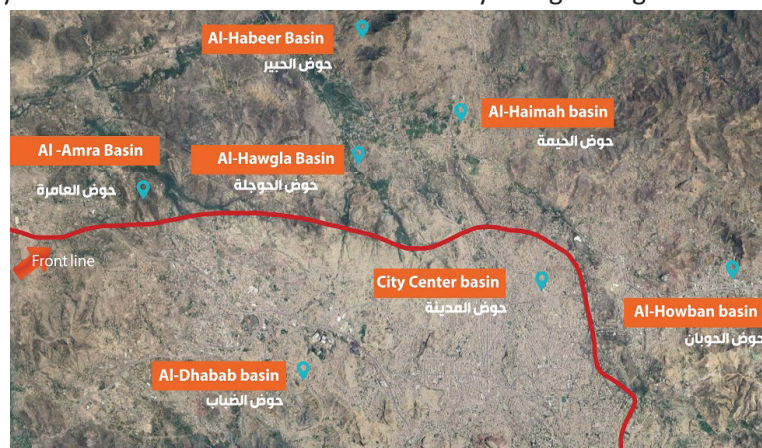 Al-Habeer Basin
حوض الحبير
Al-Haimah basin
حوض الحيمة
Al -Amra Basin
حوض العامرة
Al-Hawgla Basin
حوض الحوجلة
Front line
City Center basin
حوض المدينة
Al-Howban basin
حوض الحوبان
Al-Dhabab basin
حوض الضباب